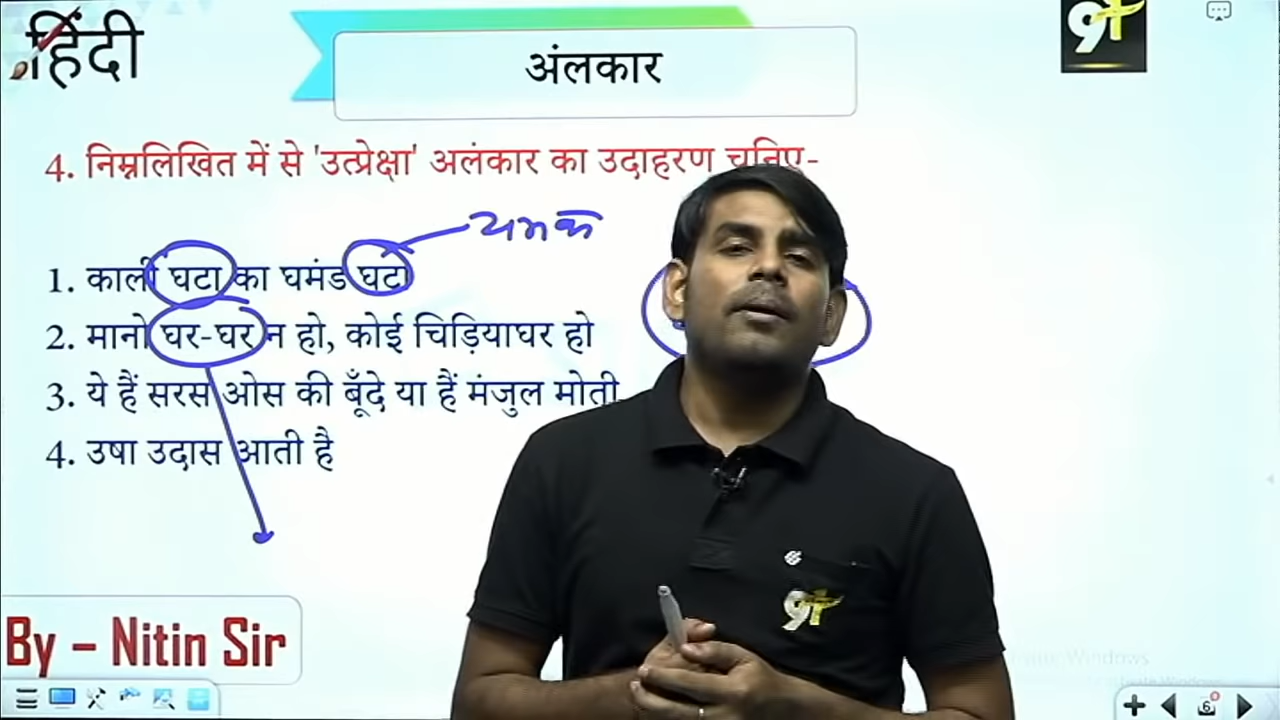 हिंदी
अंलकार
4. निम्नलिखित में से 'उत्प्रेक्षा' अलंकार का उदाहरण चुनिए-
यमक
1. काली घटा का घमंड घटा
2. मानो घर-घर न हो, कोई चिड़ियाघर हो
3. ये हैं सरस ओस की बूँदे या हैं मंजुल मोती
4. उषा उदास आती है
By – Nitin Sir